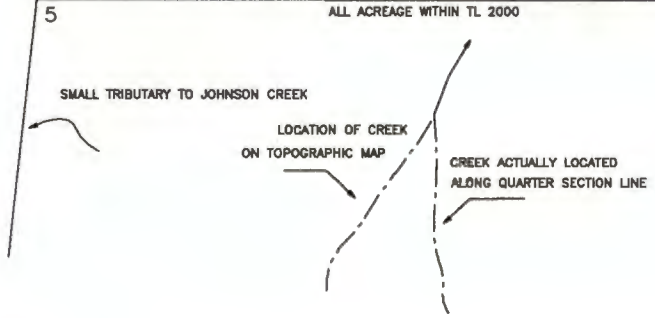 5
ALL ACREAGE WITHIN TL 2000
SMALL TRIBUTARY TO JOHNSON CREEK
LOCATION OF CREEK
ON TOPOGRAPHIC MAP
CREEK ACTUALLY LOCATED
ALONG QUARTER SECTION LINE